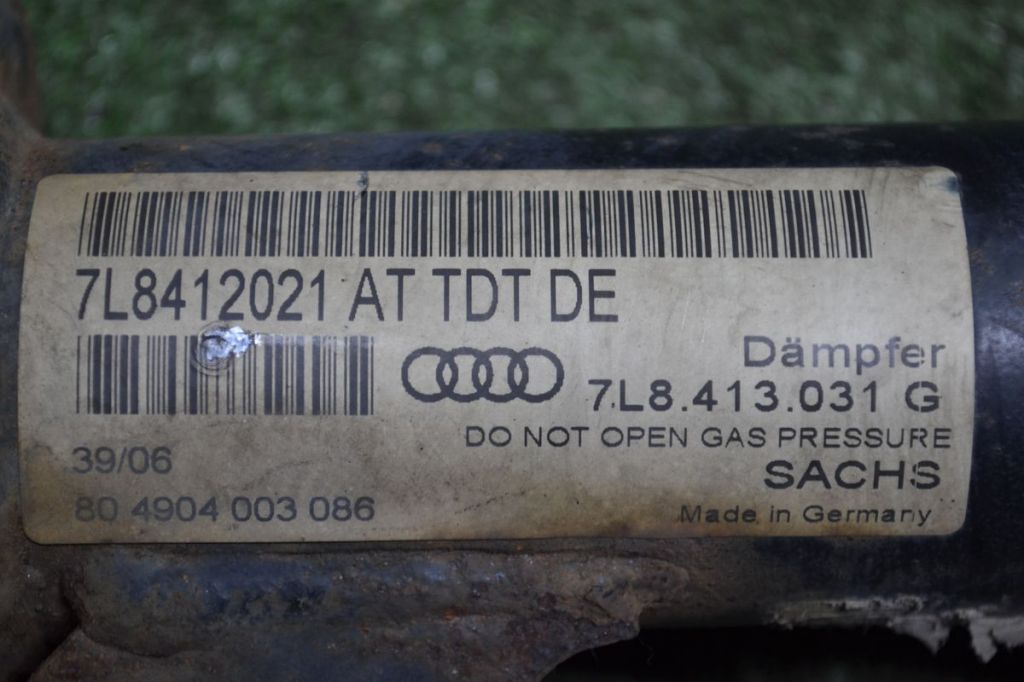 7L8412021 AT TDT DE
Dämpfer
7L8.413.031 G
DO NOT OPEN GAS PRESSURE
39/06
SACHS
80 4904 003 086
Made in Germany